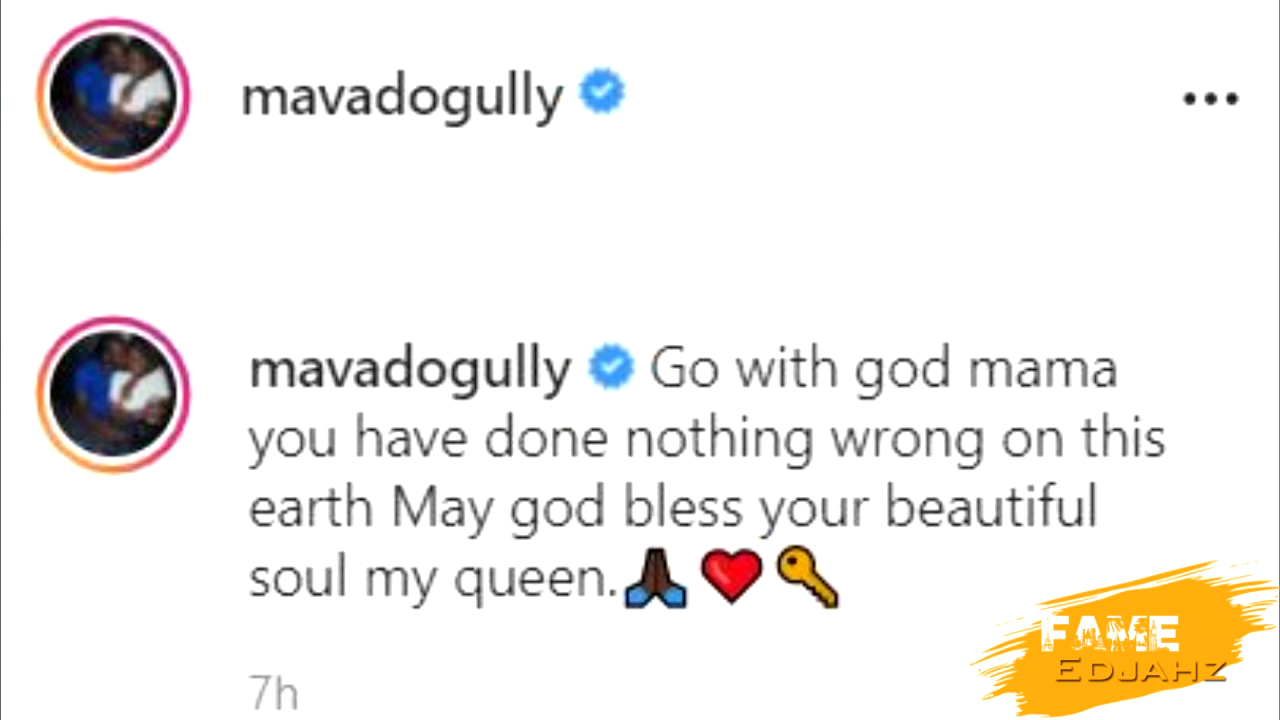 mavadogully
mavadogully Go with god mama
you have done nothing wrong on this
earth May god bless your beautiful
soul my queen.🙏🏿❤️🔑
7h
FAME
EDJAHZ